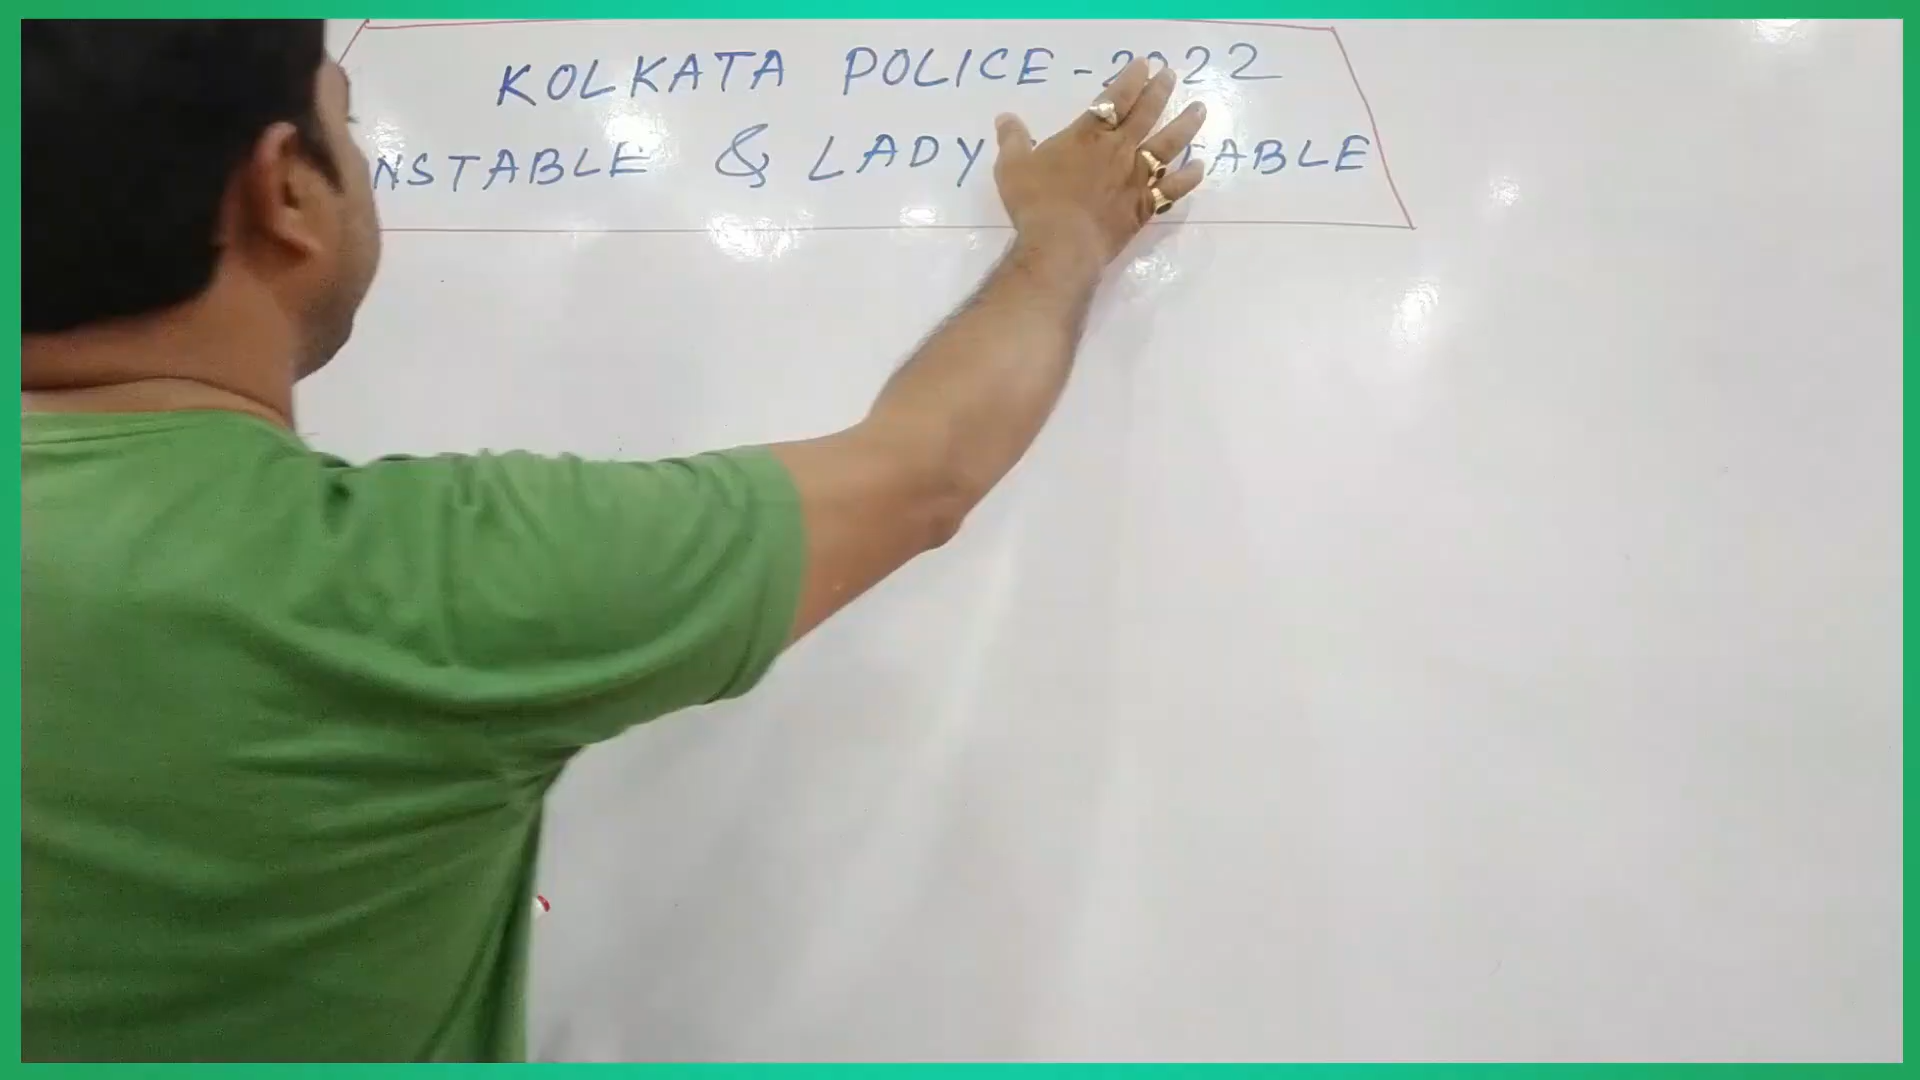 KOLKATA POLICE - 2022
NSTABLE & LADY TABLE